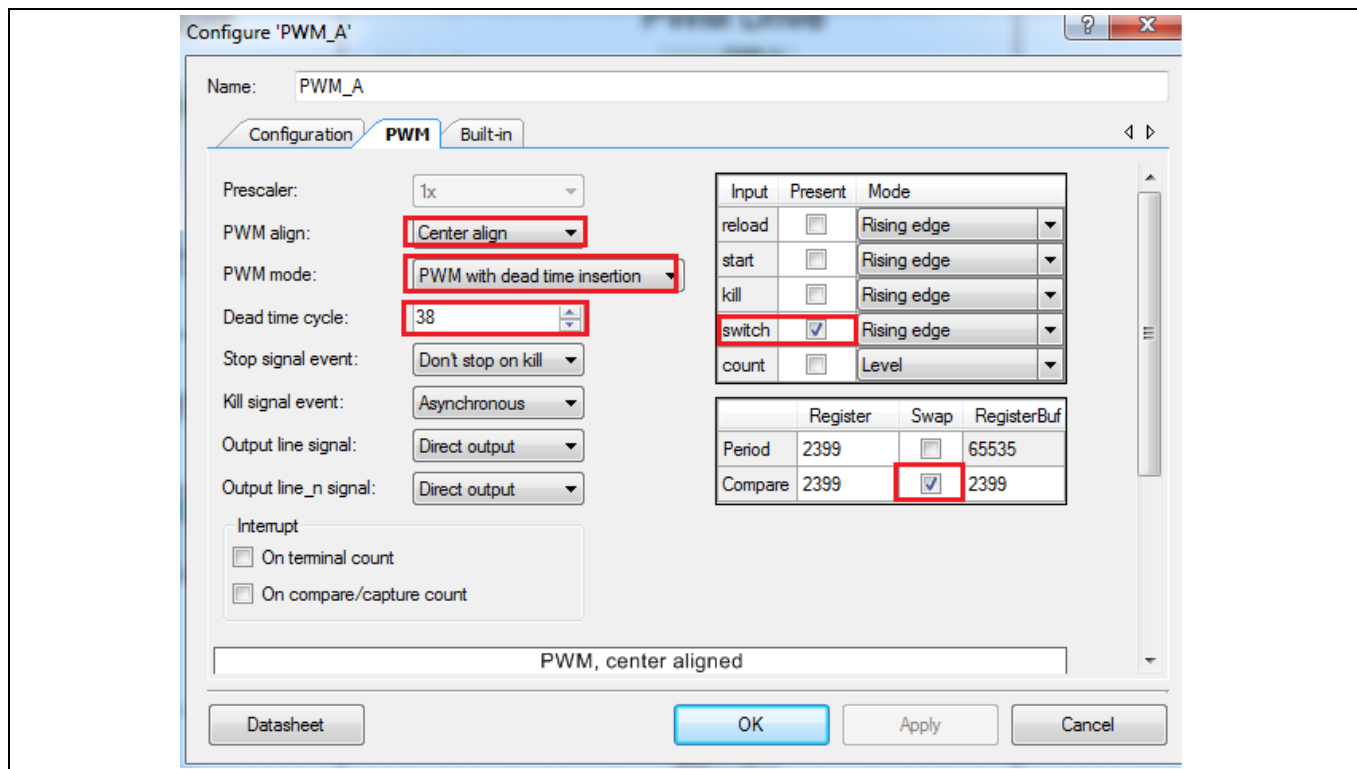 PWM Drive
Configure 'PWM_A'
Name: PWM_A
Configuration PWM Built-in
Prescaler: 1x
PWM align: Center align
PWM mode: PWM with dead time insertion
Dead time cycle: 38
Stop signal event: Don't stop on kill
Kill signal event: Asynchronous
Output line signal: Direct output
Output line_n signal: Direct output
Interrupt
On terminal count
On compare/capture count
Input Present Mode
reload Rising edge
start Rising edge
kill Rising edge
switch Rising edge
count Level
Register Swap RegisterBuf
Period 2399 65535
Compare 2399 2399
PWM, center aligned
Datasheet OK Apply Cancel